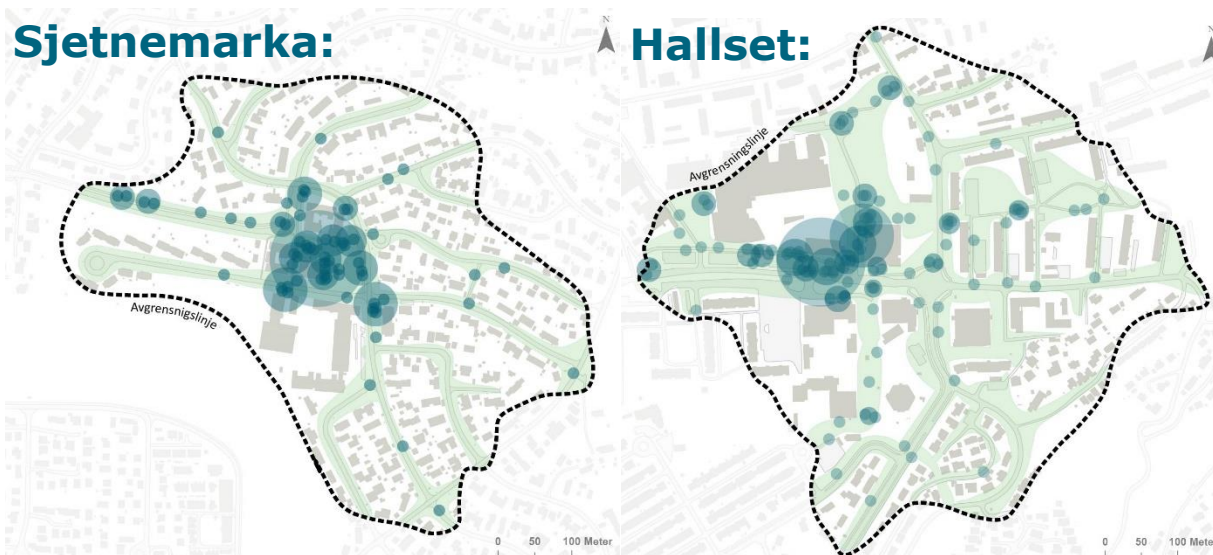 Sjetnemarka:
N
Avgrensnigslinje
0 50 100 Meter
Hallset:
N
Avgrensningslinje
0 50 100 Meter